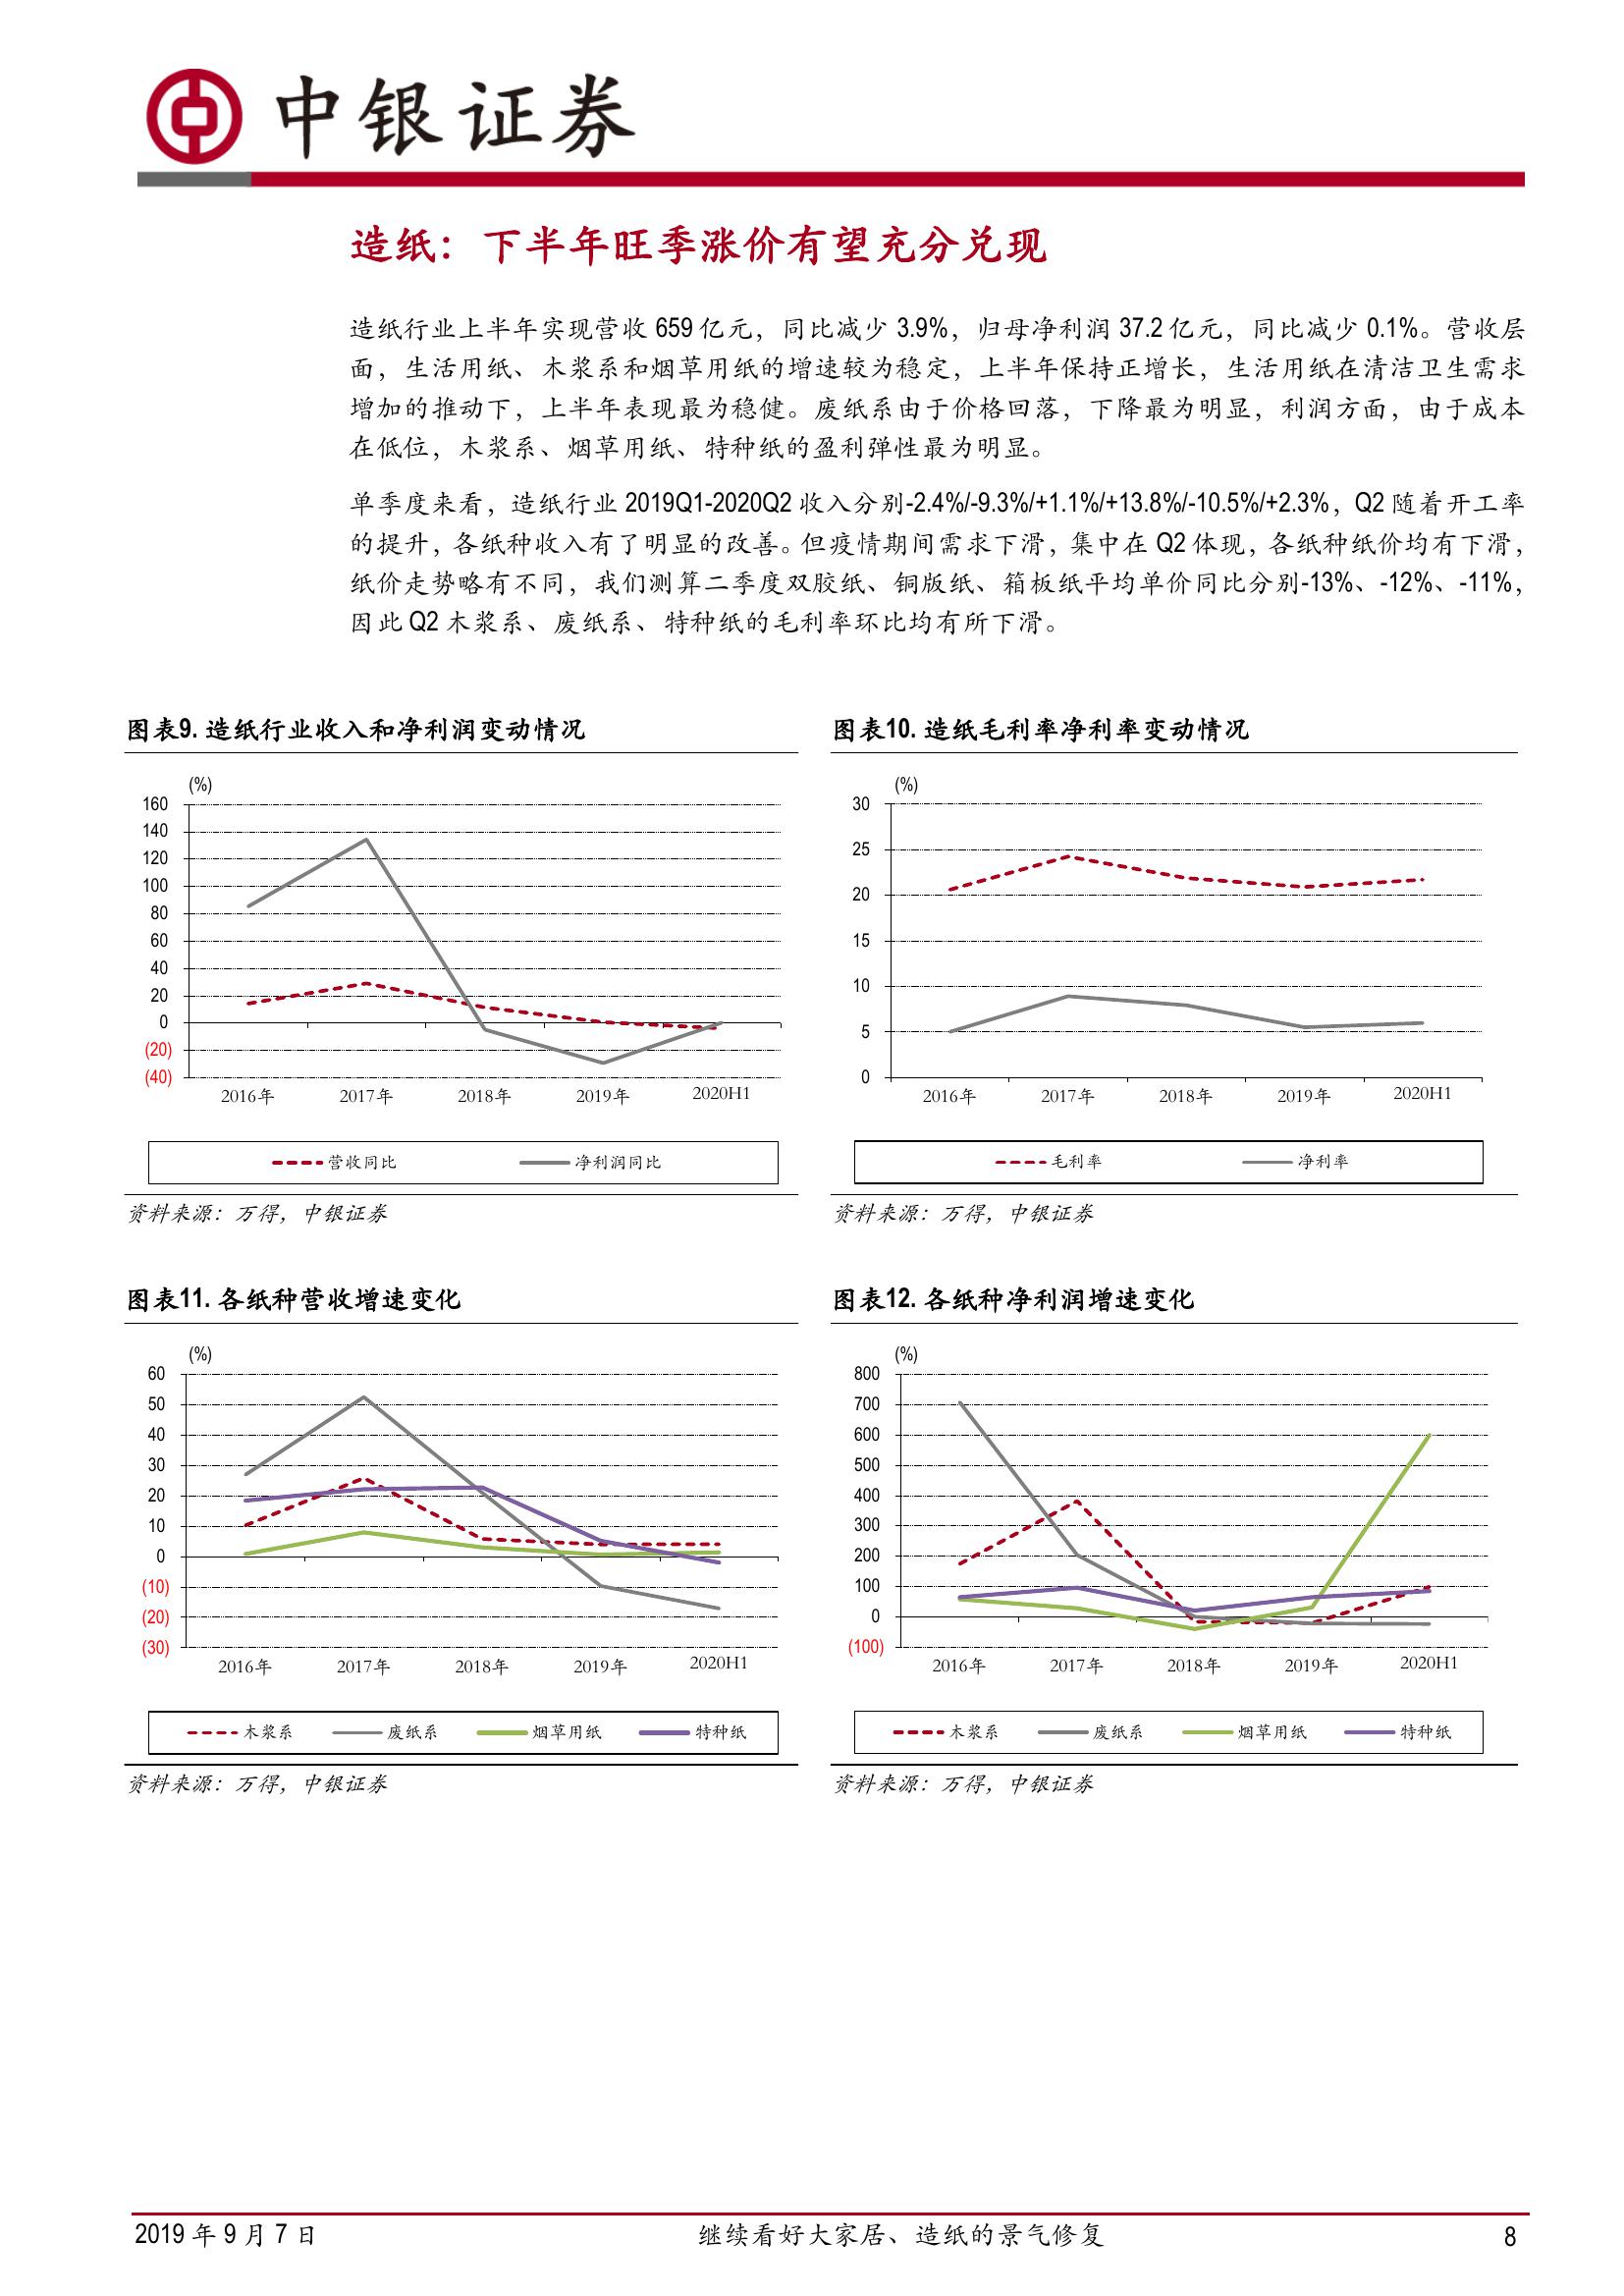 中银证券
造纸：下半年旺季涨价有望充分兑现
造纸行业上半年实现营收 659 亿元，同比减少 3.9%，归母净利润 37.2 亿元，同比减少 0.1%。营收层
面，生活用纸、木浆系和烟草用纸的增速较为稳定，上半年保持正增长，生活用纸在清洁卫生需求
增加的推动下，上半年表现最为稳健。废纸系由于价格回落，下降最为明显，利润方面，由于成本
在低位，木浆系、烟草用纸、特种纸的盈利弹性最为明显。
单季度来看，造纸行业 2019Q1-2020Q2 收入分别-2.4%/-9.3%/+1.1%/+13.8%/-10.5%/+2.3%，Q2 随着开工率
的提升，各纸种收入有了明显的改善。但疫情期间需求下滑，集中在 Q2 体现，各纸种纸价均有下滑，
纸价走势略有不同，我们测算二季度双胶纸、铜版纸、箱板纸平均单价同比分别-13%、-12%、-11%，
因此 Q2 木浆系、废纸系、特种纸的毛利率环比均有所下滑。
图表9. 造纸行业收入和净利润变动情况
(%)
160
140
120
100
80
60
40
20
0
(20)
(40)
2016年 2017年 2018年 2019年 2020H1
营收同比 净利润同比
资料来源：万得，中银证券
图表10. 造纸毛利率净利率变动情况
(%)
30
25
20
15
10
5
0
2016年 2017年 2018年 2019年 2020H1
毛利率 净利率
资料来源：万得，中银证券
图表11. 各纸种营收增速变化
(%)
60
50
40
30
20
10
0
(10)
(20)
(30)
2016年 2017年 2018年 2019年 2020H1
木浆系 废纸系 烟草用纸 特种纸
资料来源：万得，中银证券
图表12. 各纸种净利润增速变化
(%)
800
700
600
500
400
300
200
100
0
(100)
2016年 2017年 2018年 2019年 2020H1
木浆系 废纸系 烟草用纸 特种纸
资料来源：万得，中银证券
2019 年 9 月 7 日 继续看好大家居、造纸的景气修复 8